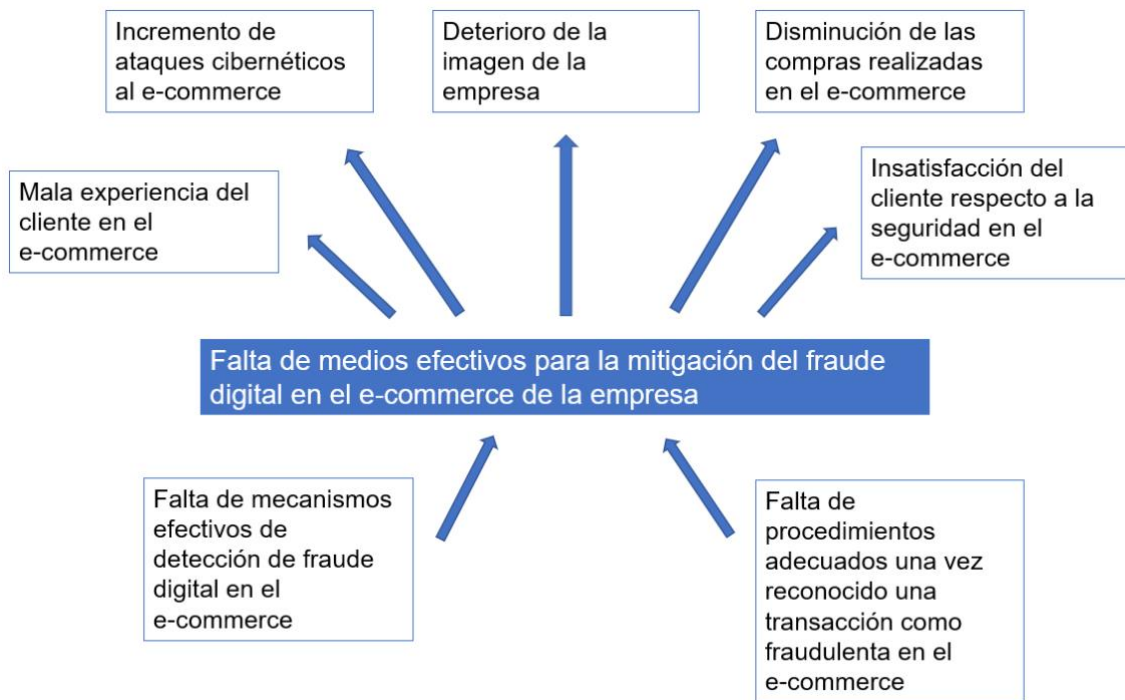 Incremento de
ataques cibernéticos
al e-commerce
Deterioro de la
imagen de la
empresa
Disminución de las
compras realizadas
en el e-commerce
Mala experiencia del
cliente en el
e-commerce
Insatisfacción del
cliente respecto a la
seguridad en el
e-commerce
Falta de medios efectivos para la mitigación del fraude
digital en el e-commerce de la empresa
Falta de mecanismos
efectivos de
detección de fraude
digital en el
e-commerce
Falta de
procedimientos
adecuados una vez
reconocido una
transacción como
fraudulenta en el
e-commerce